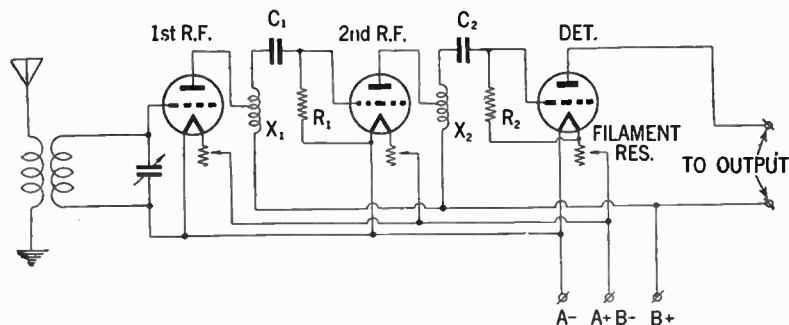 1st R.F.
C1
2nd R.F.
C2
DET.
X1
R1
X2
R2
FILAMENT
RES.
TO OUTPUT
A- A+ B- B+